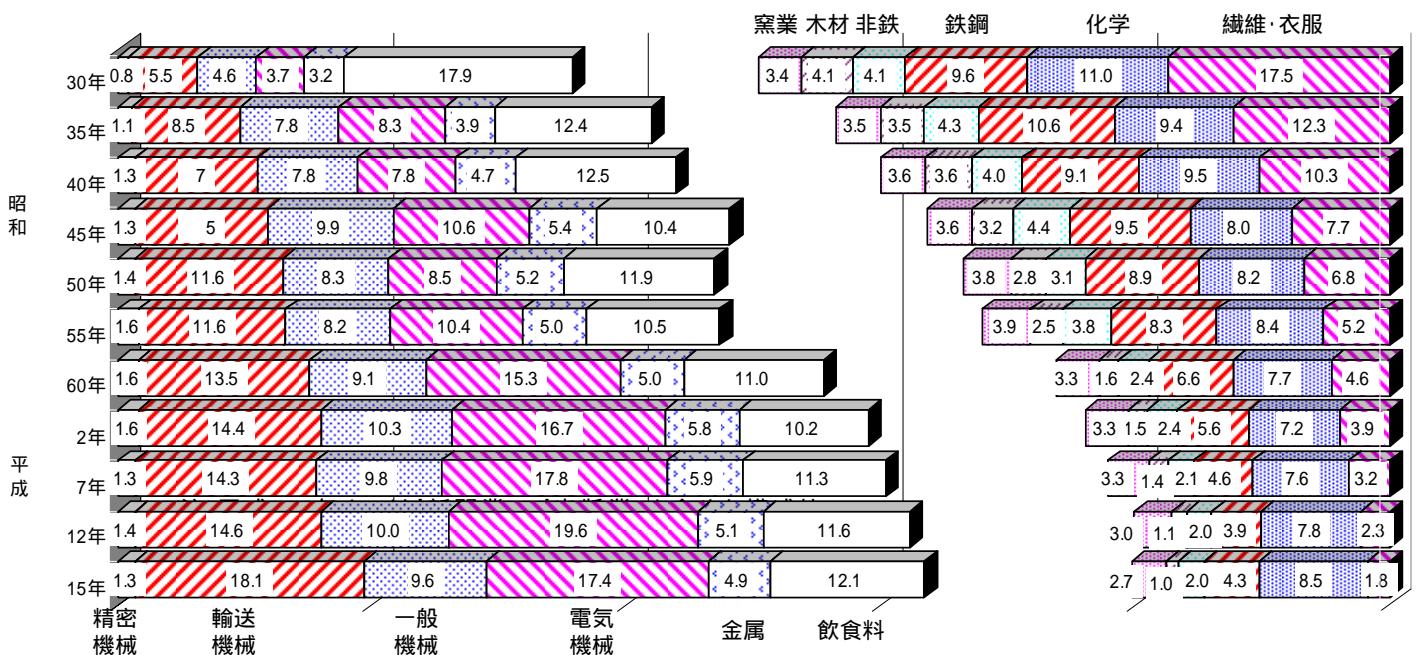 窯業 木材 非鉄 鉄鋼 化学 繊維･衣服
昭和
30年 0.8 5.5 4.6 3.7 3.2 17.9 3.4 4.1 4.1 9.6 11.0 17.5
35年 1.1 8.5 7.8 8.3 3.9 12.4 3.5 3.5 4.3 10.6 9.4 12.3
40年 1.3 7 7.8 7.8 4.7 12.5 3.6 3.6 4.0 9.1 9.5 10.3
45年 1.3 5 9.9 10.6 5.4 10.4 3.6 3.2 4.4 9.5 8.0 7.7
50年 1.4 11.6 8.3 8.5 5.2 11.9 3.8 2.8 3.1 8.9 8.2 6.8
55年 1.6 11.6 8.2 10.4 5.0 10.5 3.9 2.5 3.8 8.3 8.4 5.2
60年 1.6 13.5 9.1 15.3 5.0 11.0 3.3 1.6 2.4 6.6 7.7 4.6
平成
2年 1.6 14.4 10.3 16.7 5.8 10.2 3.3 1.5 2.4 5.6 7.2 3.9
7年 1.3 14.3 9.8 17.8 5.9 11.3 3.3 1.4 2.1 4.6 7.6 3.2
12年 1.4 14.6 10.0 19.6 5.1 11.6 3.0 1.1 2.0 3.9 7.8 2.3
15年 1.3 18.1 9.6 17.4 4.9 12.1 2.7 1.0 2.0 4.3 8.5 1.8
精密 輸送 一般 電気 金属 飲食料
機械 機械 機械 機械